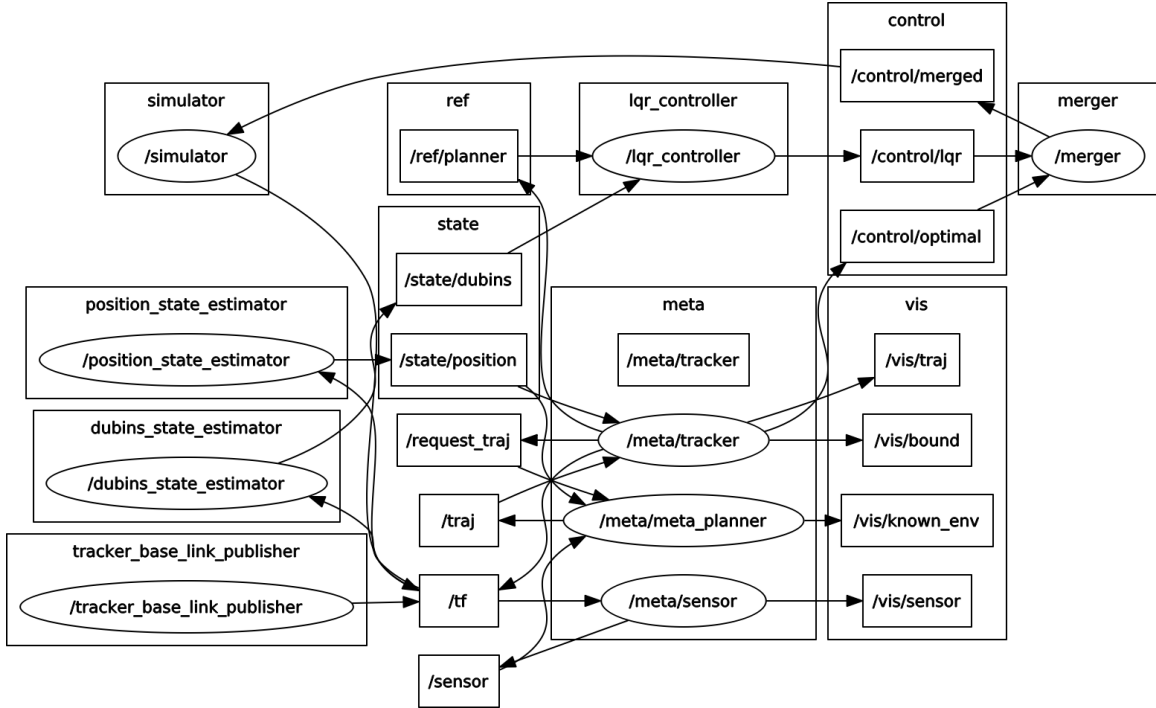 control
/control/merged
simulator
ref
lqr_controller
merger
/simulator
/ref/planner
/lqr_controller
/control/lqr
/merger
state
/control/optimal
/state/dubins
position_state_estimator
meta
vis
/position_state_estimator
/state/position
/meta/tracker
/vis/traj
dubins_state_estimator
/request_traj
/meta/tracker
/vis/bound
/dubins_state_estimator
/traj
/meta/meta_planner
/vis/known_env
tracker_base_link_publisher
/tracker_base_link_publisher
/tf
/meta/sensor
/vis/sensor
/sensor